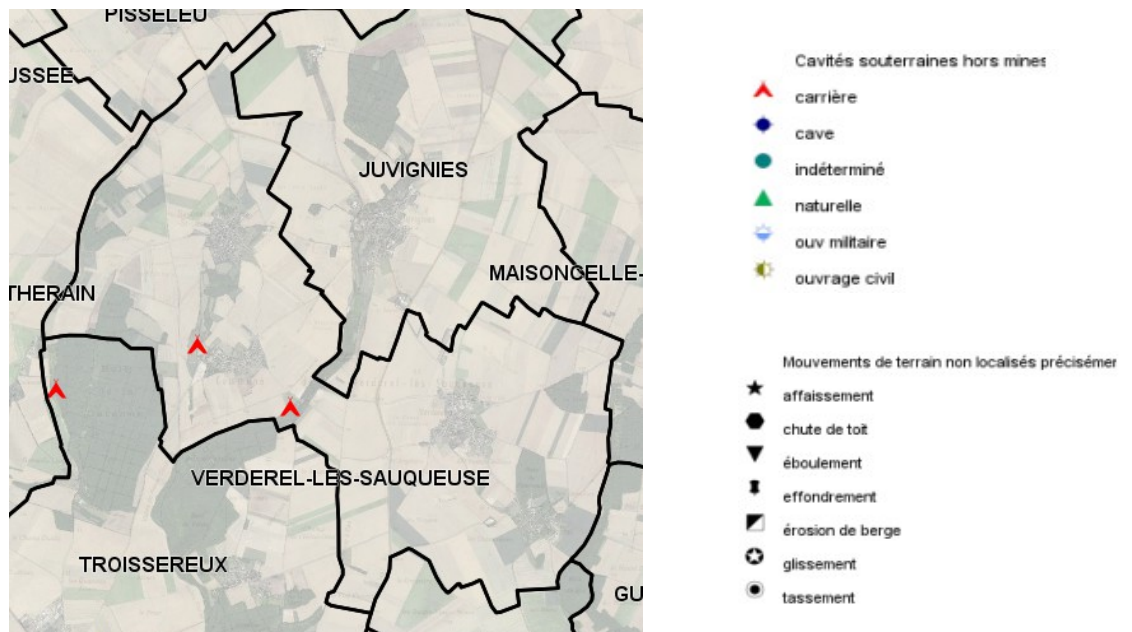 PISSELEU
USSEE
JUVIGNIES
MAISONCELLE-
THERAIN
VERDEREL-LES-SAUQUEUSE
TROISSEREUX
GU
Cavités souterraines hors mines
carrière
cave
indéterminé
naturelle
ouv militaire
ouvrage civil
Mouvements de terrain non localisés précisémer
affaissement
chute de toit
éboulement
effondrement
érosion de berge
glissement
tassement